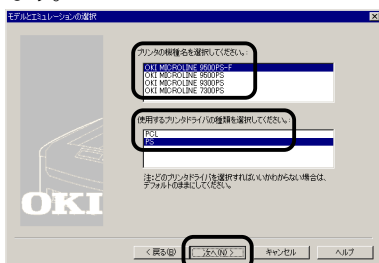 モデルとエミュレーションの選択
プリンタの機種名を選択してください。:
OKI MICROLINE 9500PS-F
OKI MICROLINE 9500PS
OKI MICROLINE 9300PS
OKI MICROLINE 7300PS
使用するプリンタドライバの種類を選択してください。:
PCL
PS
注:どのプリンタドライバを選択すればいいかわからない場合は、
デフォルトのままにしてください。
OKI
< 戻る(B)
次へ(N) >
キャンセル
ヘルプ